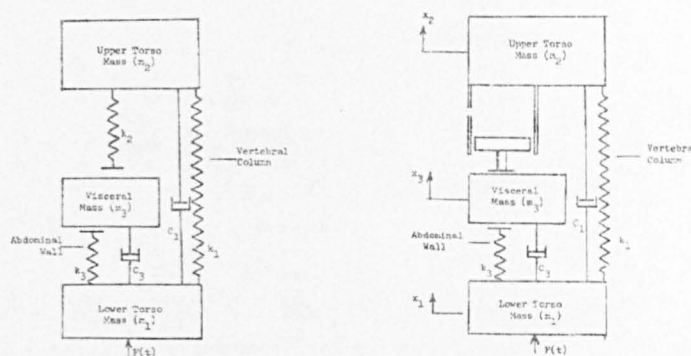 Upper Torso
Mass (m₂)
k₂
Vertebral
Column
Visceral
Mass (m₃)
Abdominal
Wall
k₃
C₃
C₁
k₁
Lower Torso
Mass (m₁)
F(t)
x₂
Upper Torso
Mass (m₂)
Vertebral
Column
x₃
Visceral
Mass (m₃)
Abdominal
Wall
k₃
C₃
C₁
k₁
x₁
Lower Torso
Mass (m₁)
F(t)